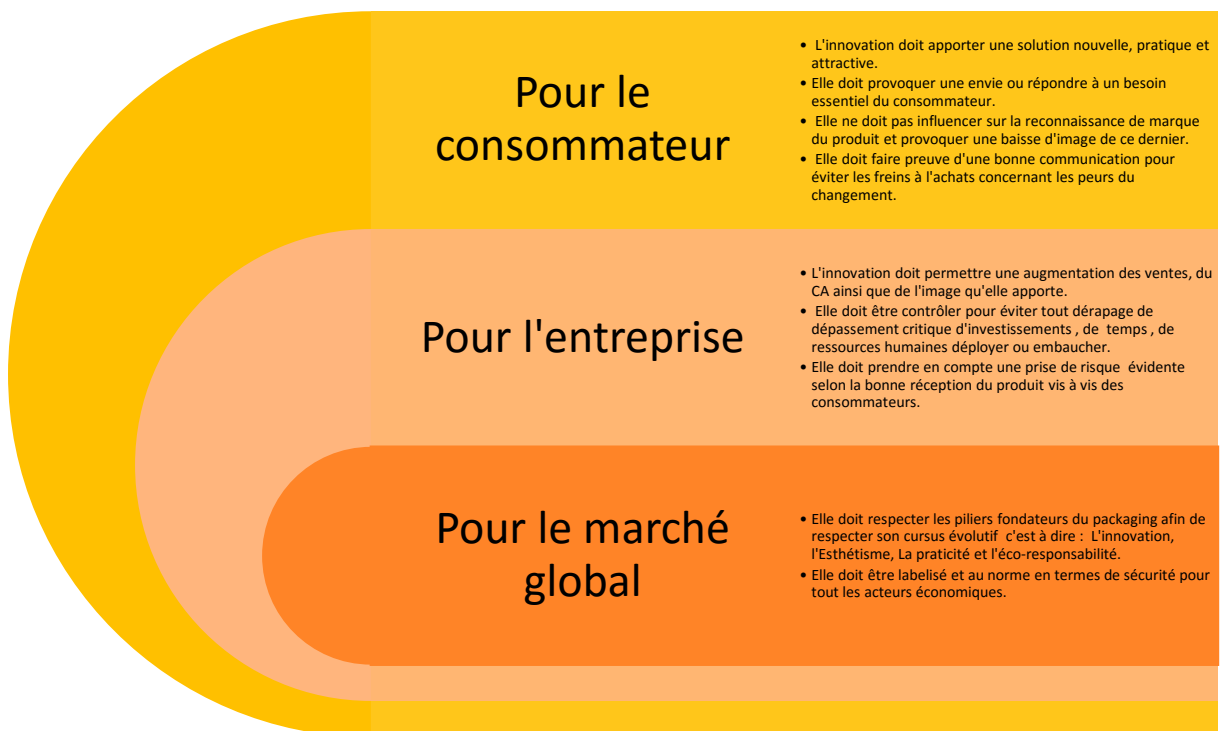 Pour le
consommateur
• L'innovation doit apporter une solution nouvelle, pratique et
attractive.
• Elle doit provoquer une envie ou répondre à un besoin
essentiel du consommateur.
• Elle ne doit pas influencer sur la reconnaissance de marque
du produit et provoquer une baisse d'image de ce dernier.
• Elle doit faire preuve d'une bonne communication pour
éviter les freins à l'achats concernant les peurs du
changement.
Pour l'entreprise
• L'innovation doit permettre une augmentation des ventes, du
CA ainsi que de l'image qu'elle apporte.
• Elle doit être contrôler pour éviter tout dérapage de
dépassement critique d'investissements , de temps , de
ressources humaines déployer ou embaucher.
• Elle doit prendre en compte une prise de risque évidente
selon la bonne réception du produit vis à vis des
consommateurs.
Pour le marché
global
• Elle doit respecter les piliers fondateurs du packaging afin de
respecter son cursus évolutif c'est à dire : L'innovation,
l'Esthétisme, La praticité et l'éco-responsabilité.
• Elle doit être labelisé et au norme en termes de sécurité pour
tout les acteurs économiques.